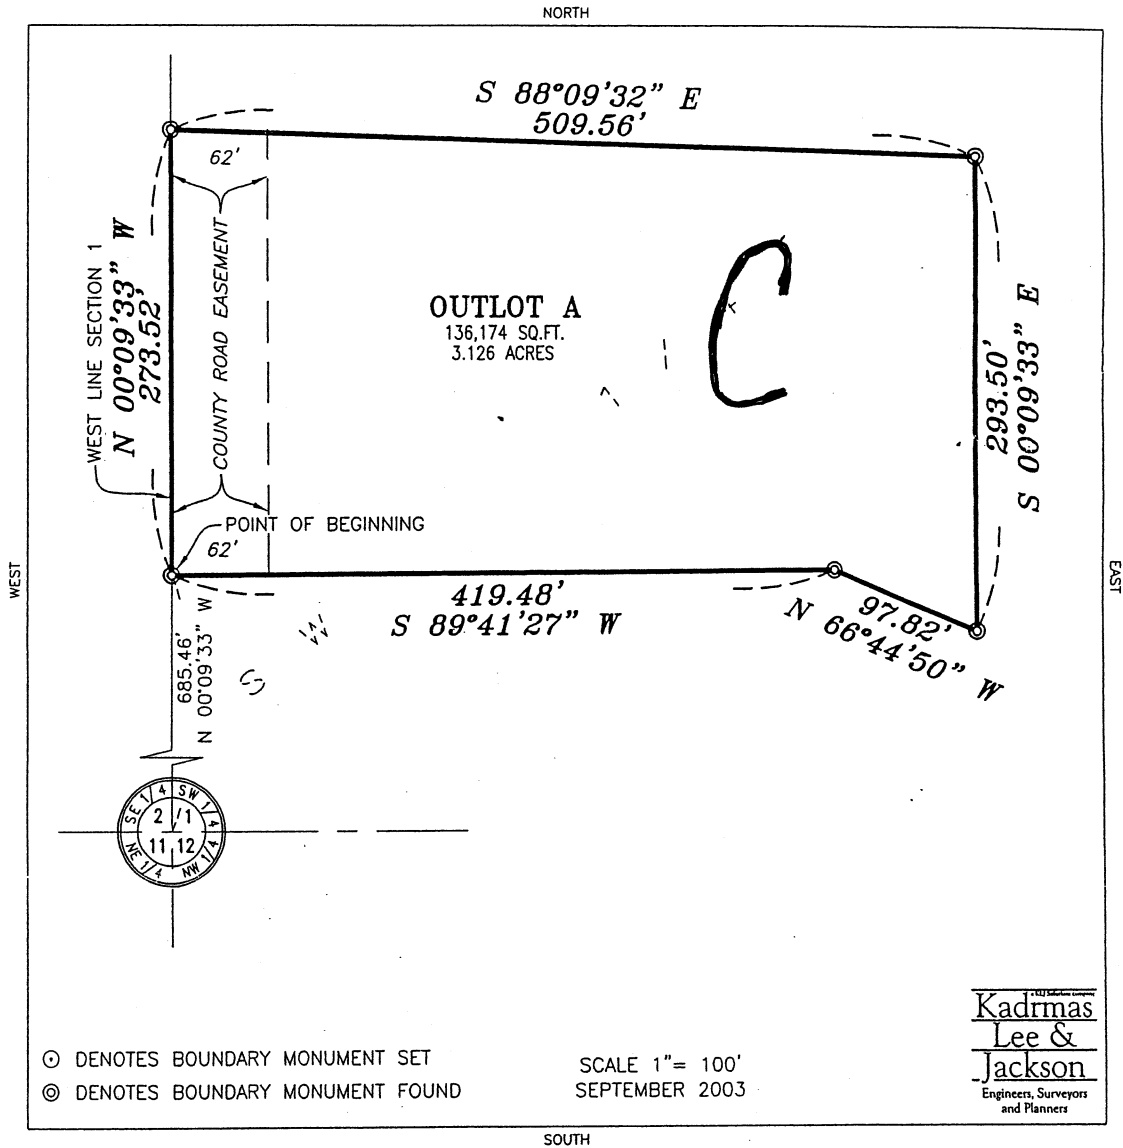 NORTH
S 88°09'32" E
509.56'
62'
WEST LINE SECTION 1
N 00°09'33" W
273.52'
COUNTY ROAD EASEMENT
OUTLOT A
136,174 SQ.FT.
3.126 ACRES
C
293.50'
S 00°09'33" E
POINT OF BEGINNING
62'
WEST
EAST
419.48'
S 89°41'27" W
97.82'
N 66°44'50" W
685.46'
N 00°09'33" W
S W
SE 1/4 SW 1/4
2 1
11 12
NE 1/4 NW 1/4
DENOTES BOUNDARY MONUMENT SET
DENOTES BOUNDARY MONUMENT FOUND
SCALE 1"= 100'
SEPTEMBER 2003
Kadrmas
Lee &
Jackson
Engineers, Surveyors
and Planners
SOUTH